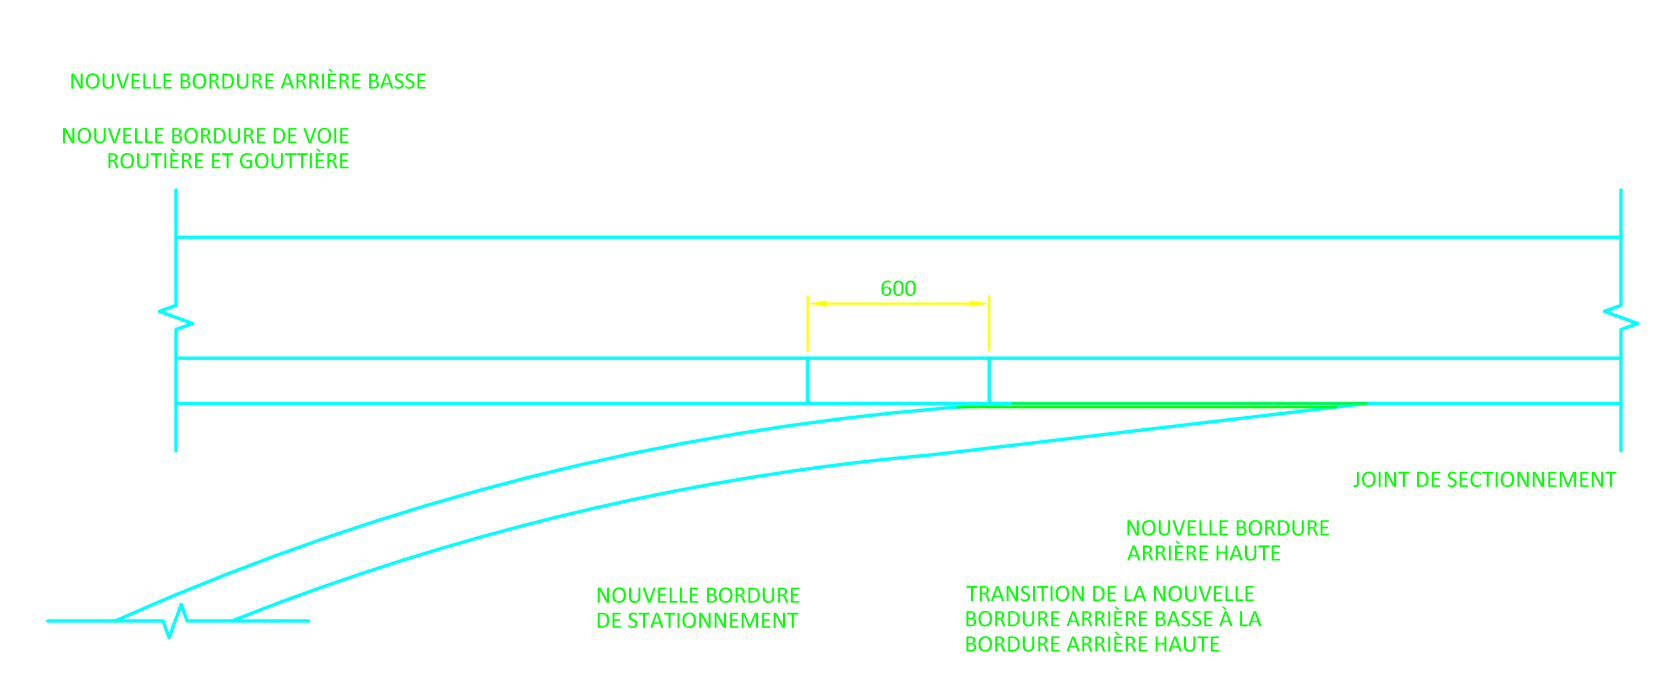 NOUVELLE BORDURE ARRIÈRE BASSE
NOUVELLE BORDURE DE VOIE
ROUTIÈRE ET GOUTTIÈRE
600
JOINT DE SECTIONNEMENT
NOUVELLE BORDURE
ARRIÈRE HAUTE
NOUVELLE BORDURE
DE STATIONNEMENT
TRANSITION DE LA NOUVELLE
BORDURE ARRIÈRE BASSE À LA
BORDURE ARRIÈRE HAUTE